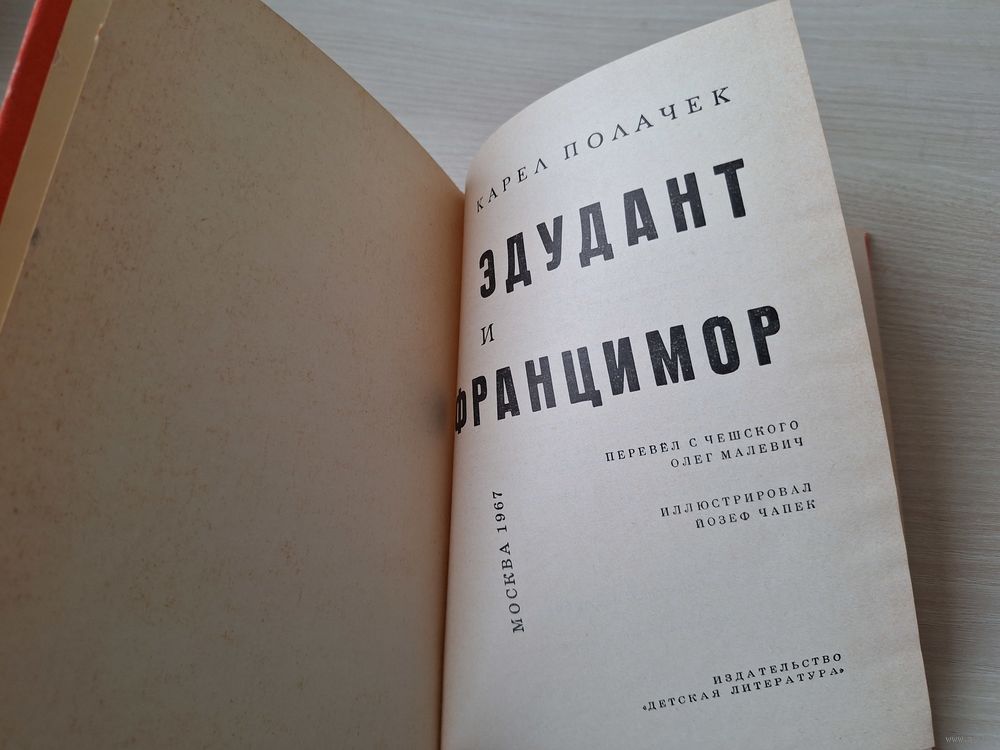 КАРЕЛ ПОЛАЧЕК
ЭДУДАНТ
И
ФРАНЦИМОР
ПЕРЕВЕЛ С ЧЕШСКОГО
ОЛЕГ МАЛЕВИЧ
ИЛЛЮСТРИРОВАЛ
ЙОЗЕФ ЧАПЕК
МОСКВА 1967
ИЗДАТЕЛЬСТВО
«ДЕТСКАЯ ЛИТЕРАТУРА»